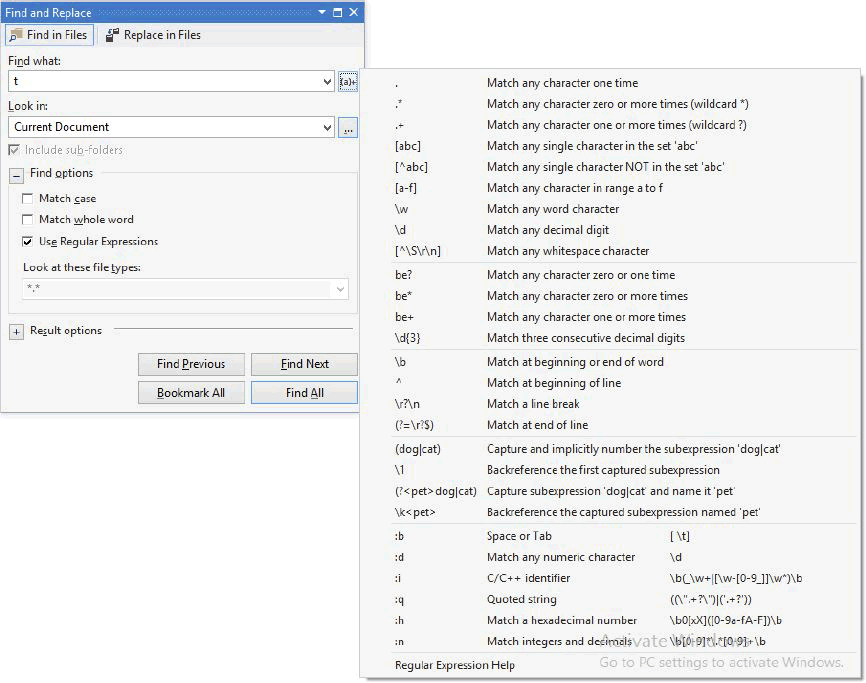 Find and Replace
Find in Files
Replace in Files
Find what:
t
(a)+
Look in:
Current Document
...
Include sub-folders
Find options
Match case
Match whole word
Use Regular Expressions
Look at these file types:
*.*
Result options
Find Previous
Find Next
Bookmark All
Find All
. Match any character one time
.* Match any character zero or more times (wildcard *)
.+ Match any character one or more times (wildcard ?)
[abc] Match any single character in the set 'abc'
[^abc] Match any single character NOT in the set 'abc'
[a-f] Match any character in range a to f
\w Match any word character
\d Match any decimal digit
[^\S\r\n] Match any whitespace character
be? Match any character zero or one time
be* Match any character zero or more times
be+ Match any character one or more times
\d{3} Match three consecutive decimal digits
\b Match at beginning or end of word
^ Match at beginning of line
\r?\n Match a line break
(?=\r?$) Match at end of line
(dog|cat) Capture and implicitly number the subexpression 'dog|cat'
\1 Backreference the first captured subexpression
(?<pet>dog|cat) Capture subexpression 'dog|cat' and name it 'pet'
\k<pet> Backreference the captured subexpression named 'pet'
:b Space or Tab [ \t]
:d Match any numeric character \d
:i C/C++ identifier \b(_\w+|[\w-[0-9_]]\w*)\b
:q Quoted string ((\".+?\")|('.+?'))
:h Match a hexadecimal number \b0[xX]([0-9a-fA-F])\b
:n Match integers and decimals \b[0-9]*\.*[0-9]+\b
Regular Expression Help
Activate Windows
Go to PC settings to activate Windows.